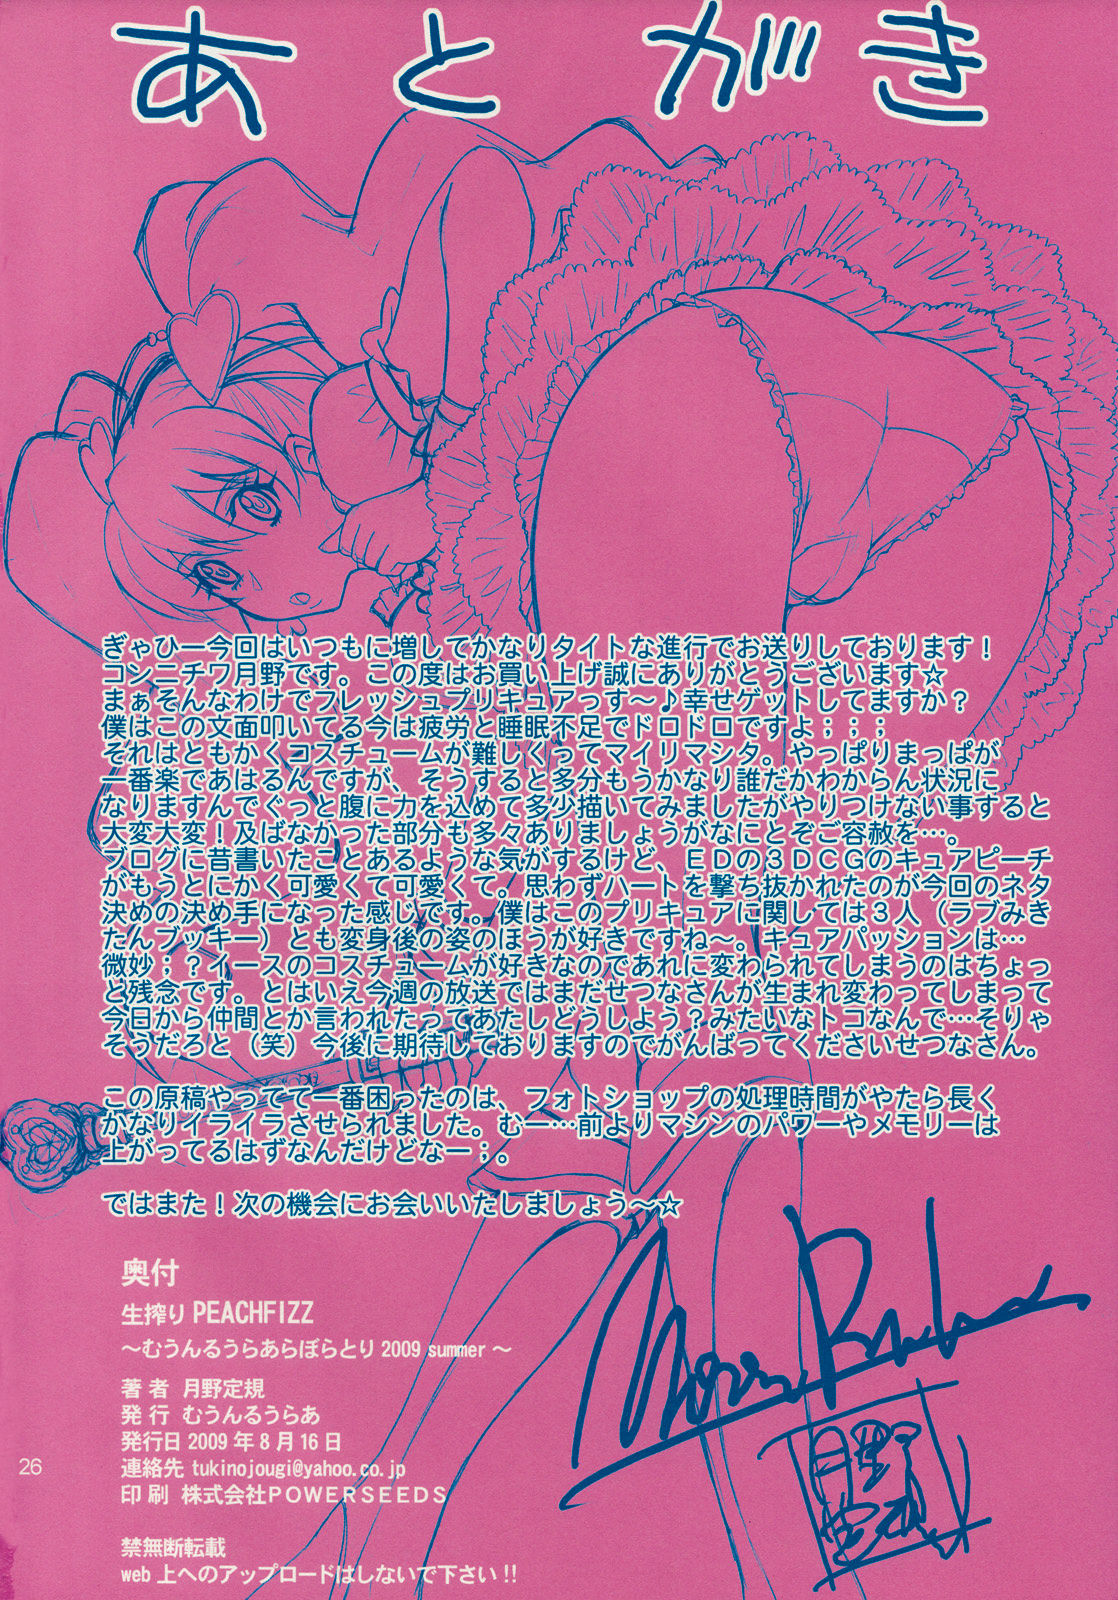 あとがき
ぎゃひー今回はいつもに増してかなりタイトな進行でお送りしております！
コンニチワ月野です。この度はお買い上げ誠にありがとうございます☆
まぁそんなわけでフレッシュプリキュアっす～♪幸せゲットしてますか？
僕はこの文面叩いてる今は疲労と睡眠不足でドロドロですよ；；；
それはともかくコスチュームが難しくってマイリマシタ。やっぱりまっぱが
一番楽であはるんですが、そうすると多分もうかなり誰だかわからん状況に
なりますんでぐっと腹に力を込めて多少描いてみましたがやりつけない事すると
大変大変！及ばなかった部分も多々ありましょうがなにとぞご容赦を…。
ブログに昔書いたことあるような気がするけど、ＥＤの３ＤＣＧのキュアピーチ
がもうとにかく可愛くて可愛くて。思わずハートを撃ち抜かれたのが今回のネタ
決めの決め手になった感じです。僕はこのプリキュアに関しては３人（ラブみき
たんブッキー）とも変身後の姿のほうが好きですね～。キュアパッションは…
微妙；？イースのコスチュームが好きなのであれに変わられてしまうのはちょっ
と残念です。とはいえ今週の放送ではまだせつなさんが生まれ変わってしまって
今日から仲間とか言われたってあたしどうしよう？みたいなトコなんで…そりゃ
そうだろと（笑）今後に期待しておりますのでがんばってくださいせつなさん。
この原稿やってて一番困ったのは、フォトショップの処理時間がやたら長く
かなりイライラさせられました。むー…前よりマシンのパワーやメモリーは
上がってるはずなんだけどなー；。
ではまた！次の機会にお会いいたしましょう～☆
奥付
生搾り PEACHFIZZ
～むうんるうらあらぼらとり 2009 summer～
著者 月野定規
発行 むうんるうらあ
発行日 2009 年 8 月 16 日
連絡先 tukinojougi@yahoo.co.jp
印刷 株式会社ＰＯＷＥＲＳＥＥＤＳ
禁無断転載
web 上へのアップロードはしないで下さい!!
26
Moon Ruler
月野
定規